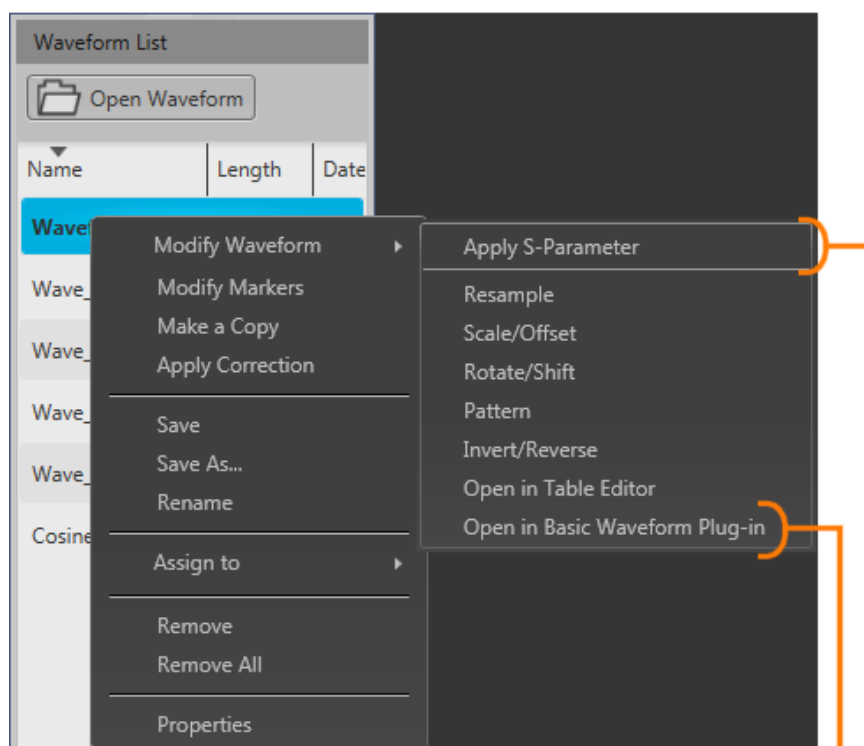 Waveform List
Open Waveform
Name Length Date
Modify Waveform
Modify Markers
Make a Copy
Apply Correction
Save
Save As...
Rename
Assign to
Remove
Remove All
Properties
Apply S-Parameter
Resample
Scale/Offset
Rotate/Shift
Pattern
Invert/Reverse
Open in Table Editor
Open in Basic Waveform Plug-in
Wave_
Wave_
Wave_
Wave_
Cosine